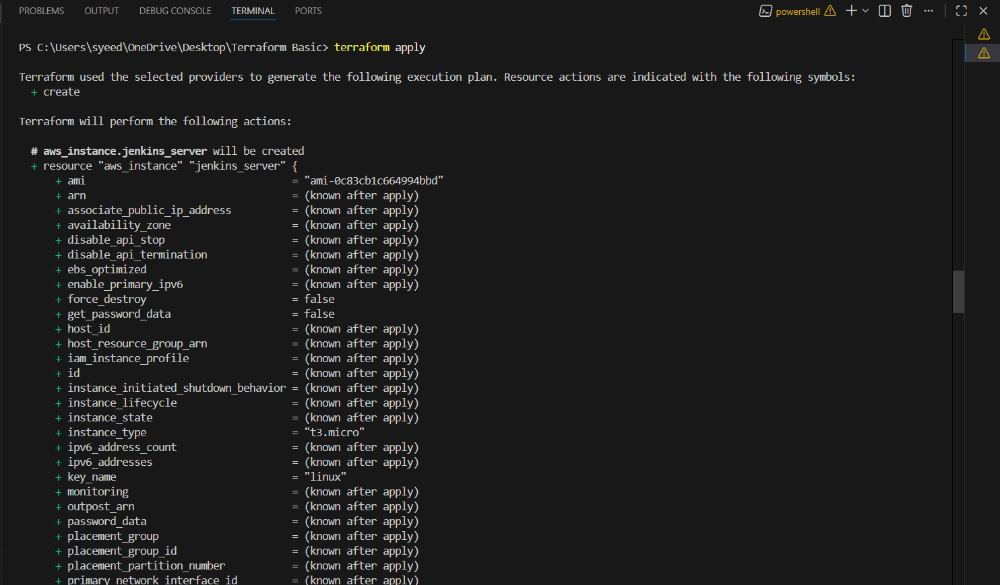 PROBLEMS OUTPUT DEBUG CONSOLE TERMINAL PORTS powershell
PS C:\Users\syeed\OneDrive\Desktop\Terraform Basic> terraform apply
Terraform used the selected providers to generate the following execution plan. Resource actions are indicated with the following symbols:
+ create
Terraform will perform the following actions:
# aws_instance.jenkins_server will be created
+ resource "aws_instance" "jenkins_server" {
+ ami = "ami-0c83cb1c664994bbd"
+ arn = (known after apply)
+ associate_public_ip_address = (known after apply)
+ availability_zone = (known after apply)
+ disable_api_stop = (known after apply)
+ disable_api_termination = (known after apply)
+ ebs_optimized = (known after apply)
+ enable_primary_ipv6 = (known after apply)
+ force_destroy = false
+ get_password_data = false
+ host_id = (known after apply)
+ host_resource_group_arn = (known after apply)
+ iam_instance_profile = (known after apply)
+ id = (known after apply)
+ instance_initiated_shutdown_behavior = (known after apply)
+ instance_lifecycle = (known after apply)
+ instance_state = (known after apply)
+ instance_type = "t3.micro"
+ ipv6_address_count = (known after apply)
+ ipv6_addresses = (known after apply)
+ key_name = "linux"
+ monitoring = (known after apply)
+ outpost_arn = (known after apply)
+ password_data = (known after apply)
+ placement_group = (known after apply)
+ placement_group_id = (known after apply)
+ placement_partition_number = (known after apply)
+ primary_network_interface_id = (known after apply)